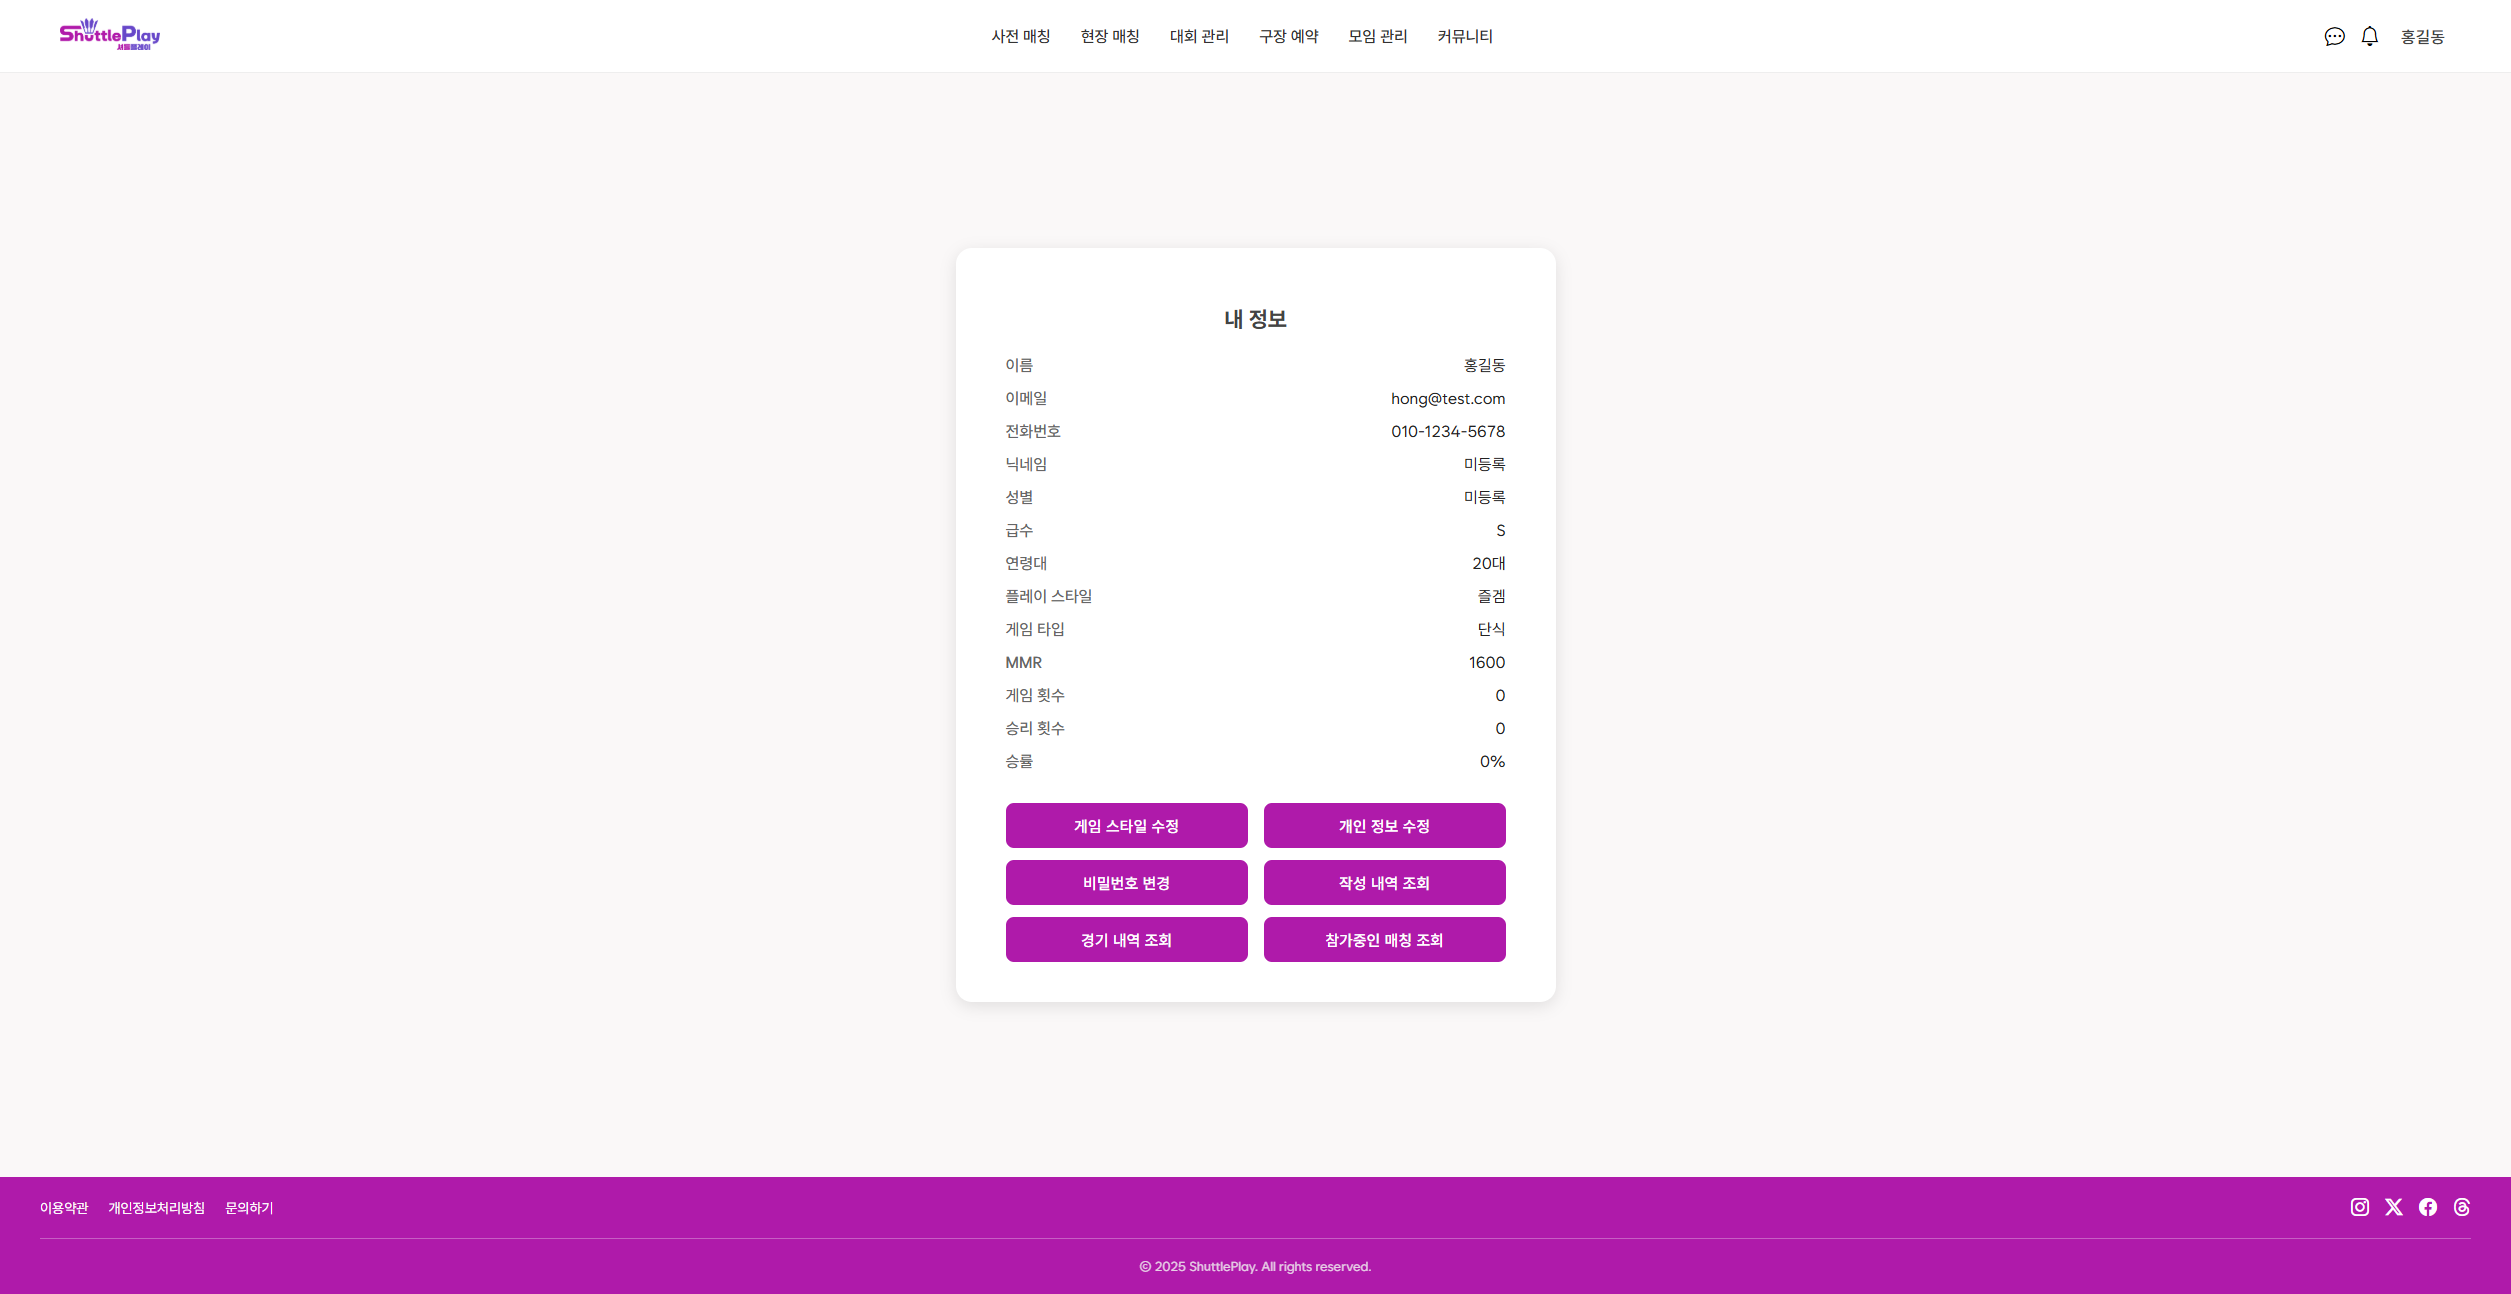 ShuttlePlay
셔틀플레이
사전 매칭 현장 매칭 대회 관리 구장 예약 모임 관리 커뮤니티
홍길동
내 정보
이름 홍길동
이메일 hong@test.com
전화번호 010-1234-5678
닉네임 미등록
성별 미등록
급수 S
연령대 20대
플레이 스타일 즐겜
게임 타입 단식
MMR 1600
게임 횟수 0
승리 횟수 0
승률 0%
게임 스타일 수정 개인 정보 수정
비밀번호 변경 작성 내역 조회
경기 내역 조회 참가중인 매칭 조회
이용약관 개인정보처리방침 문의하기
© 2025 ShuttlePlay. All rights reserved.